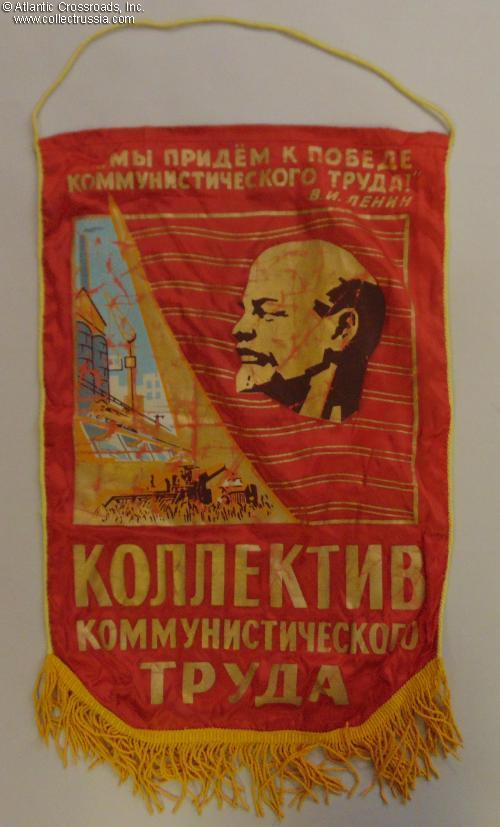 © Atlantic Crossroads, Inc.
www.collectrussia.com
„МЫ ПРИДЁМ К ПОБЕДЕ
КОММУНИСТИЧЕСКОГО ТРУДА!"
В. И. ЛЕНИН
КОЛЛЕКТИВ
КОММУНИСТИЧЕСКОГО
ТРУДА